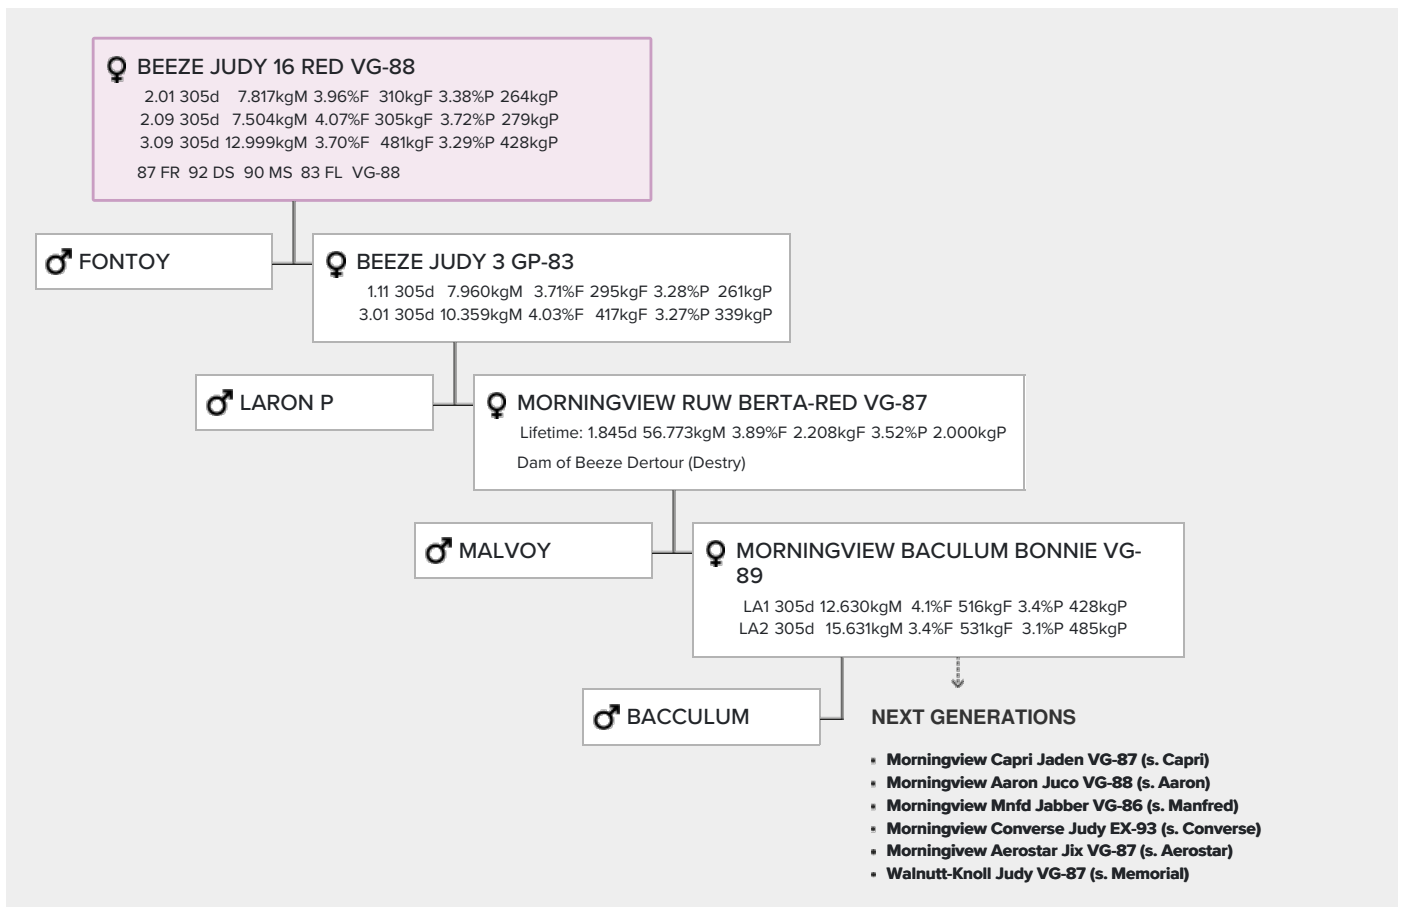 BEEZE JUDY 16 RED VG-88
2.01 305d 7.817kgM 3.96%F 310kgF 3.38%P 264kgP
2.09 305d 7.504kgM 4.07%F 305kgF 3.72%P 279kgP
3.09 305d 12.999kgM 3.70%F 481kgF 3.29%P 428kgP
87 FR 92 DS 90 MS 83 FL VG-88
FONTOY
BEEZE JUDY 3 GP-83
1.11 305d 7.960kgM 3.71%F 295kgF 3.28%P 261kgP
3.01 305d 10.359kgM 4.03%F 417kgF 3.27%P 339kgP
LARON P
MORNINGVIEW RUW BERTA-RED VG-87
Lifetime: 1.845d 56.773kgM 3.89%F 2.208kgF 3.52%P 2.000kgP
Dam of Beeze Dertour (Destry)
MALVOY
MORNINGVIEW BACULUM BONNIE VG-
89
LA1 305d 12.630kgM 4.1%F 516kgF 3.4%P 428kgP
LA2 305d 15.631kgM 3.4%F 531kgF 3.1%P 485kgP
BACCULUM
NEXT GENERATIONS
Morningview Capri Jaden VG-87 (s. Capri)
Morningview Aaron Juco VG-88 (s. Aaron)
Morningview Mnfd Jabber VG-86 (s. Manfred)
Morningview Converse Judy EX-93 (s. Converse)
Morningivew Aerostar Jix VG-87 (s. Aerostar)
Walnutt-Knoll Judy VG-87 (s. Memorial)